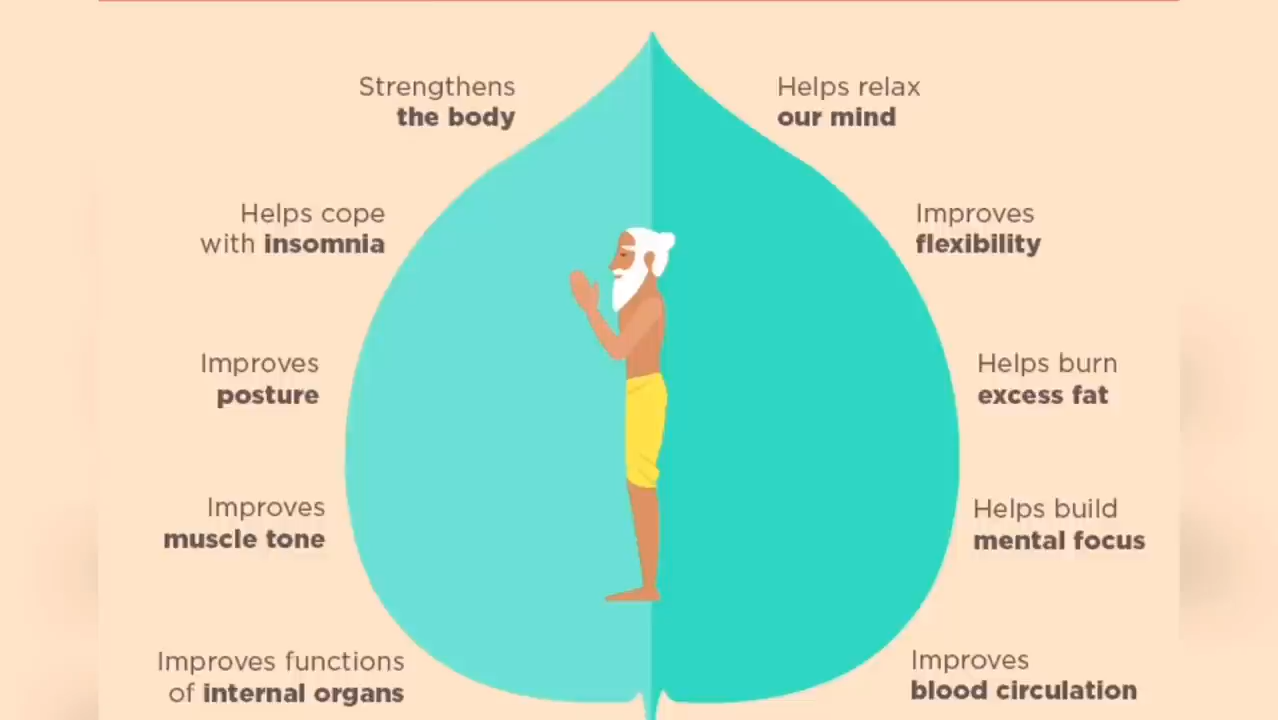 Strengthens
the body
Helps relax
our mind
Helps cope
with insomnia
Improves
flexibility
Improves
posture
Helps burn
excess fat
Improves
muscle tone
Helps build
mental focus
Improves functions
of internal organs
Improves
blood circulation